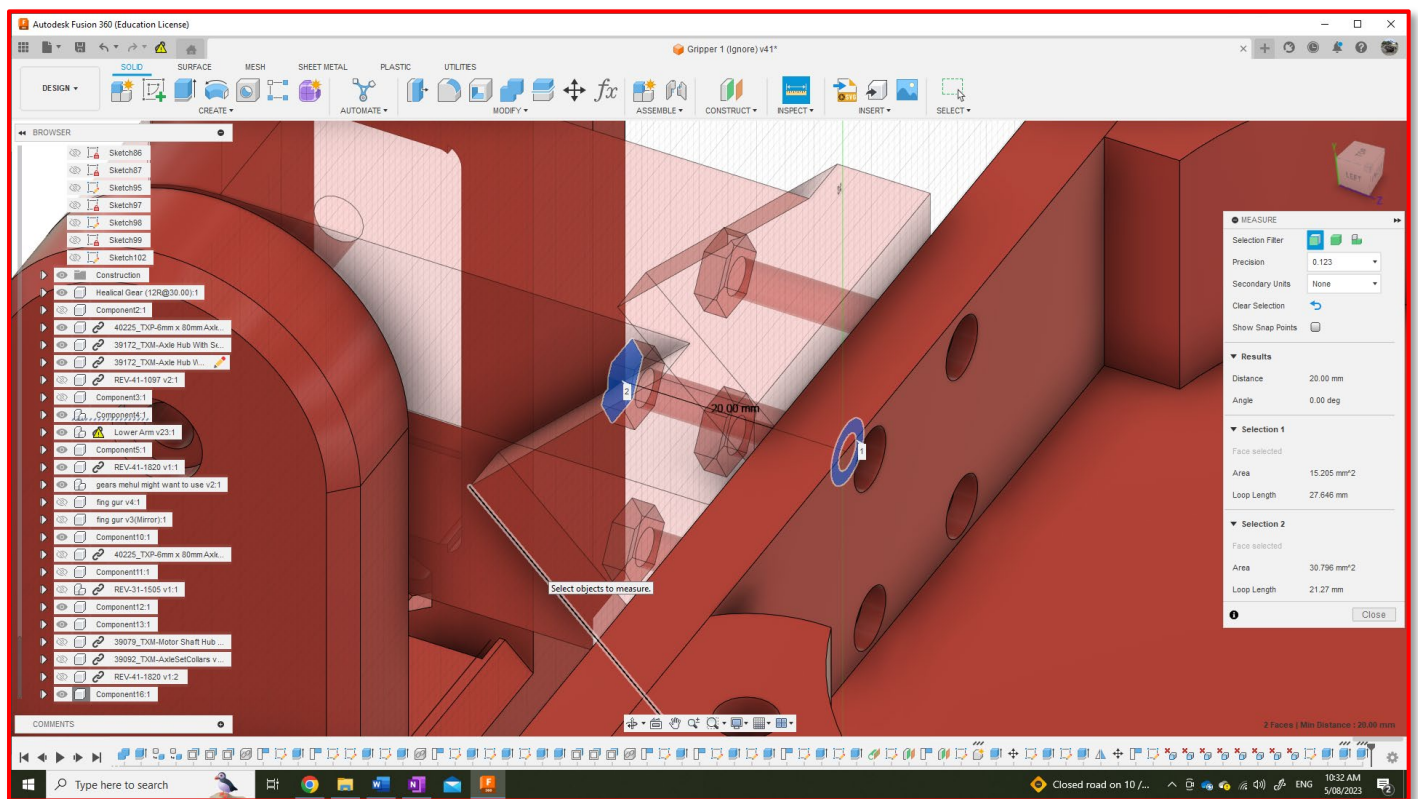 Autodesk Fusion 360 (Education License)
Gripper 1 (Ignore) v41*
SOLID SURFACE MESH SHEET METAL PLASTIC UTILITIES
DESIGN
CREATE AUTOMATE MODIFY ASSEMBLE CONSTRUCT INSPECT INSERT SELECT
BROWSER
Sketch86
Sketch87
Sketch95
Sketch97
Sketch98
Sketch99
Sketch102
Construction
Healical Gear (12R@30.00):1
Component2:1
40225_TXP-6mm x 80mm Axle...
39172_TXM-Axle Hub With Se...
39172_TXM-Axle Hub W...
REV-41-1097 v2:1
Component3:1
Component4:1
Lower Arm v23:1
Component5:1
REV-41-1820 v1:1
gears mehul might want to use v2:1
fing gur v4:1
fing gur v3(Mirror):1
Component10:1
40225_TXP-6mm x 80mm Axle...
Component11:1
REV-31-1505 v1:1
Component12:1
Component13:1
39079_TXM-Motor Shaft Hub ...
39092_TXM-AxleSetCollars v...
REV-41-1820 v1:2
Component16:1
COMMENTS
2
20.00 mm
1
Select objects to measure.
Y
LEFT
Z
MEASURE
Selection Filter
Precision 0.123
Secondary Units None
Clear Selection
Show Snap Points
Results
Distance 20.00 mm
Angle 0.00 deg
Selection 1
Face selected
Area 15.205 mm^2
Loop Length 27.646 mm
Selection 2
Face selected
Area 30.796 mm^2
Loop Length 21.27 mm
Close
2 Faces | Min Distance : 20.00 mm
Type here to search
Closed road on 10 /...
ENG
10:32 AM
5/08/2023